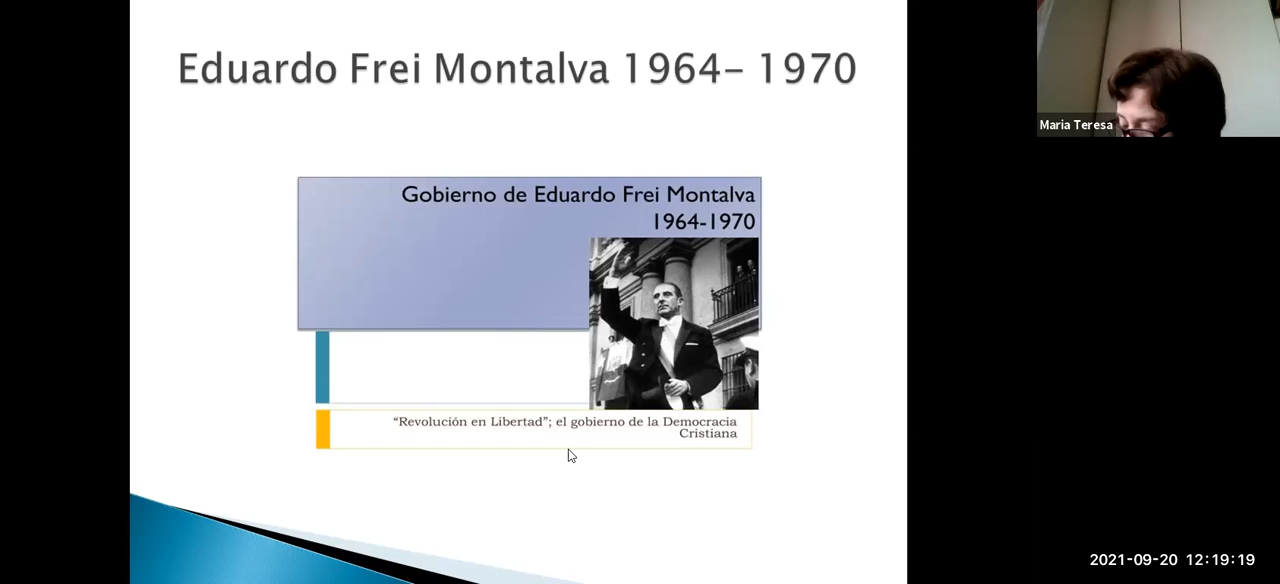 Eduardo Frei Montalva 1964– 1970
Gobierno de Eduardo Frei Montalva
1964-1970
“Revolución en Libertad”; el gobierno de la Democracia
Cristiana
Maria Teresa
2021-09-20 12:19:19